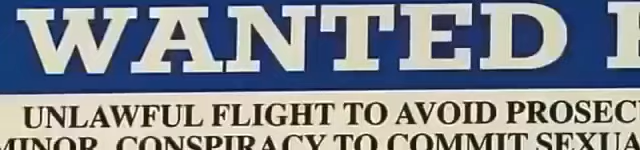 WANTED
UNLAWFUL FLIGHT TO AVOID PROSEC
MINOR, CONSPIRACY TO COMMIT SEXUA